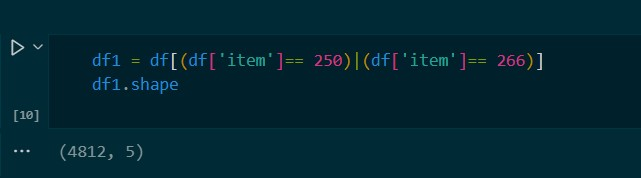 df1 = df[(df['item']== 250)|(df['item']== 266)]
df1.shape
[10]
... (4812, 5)